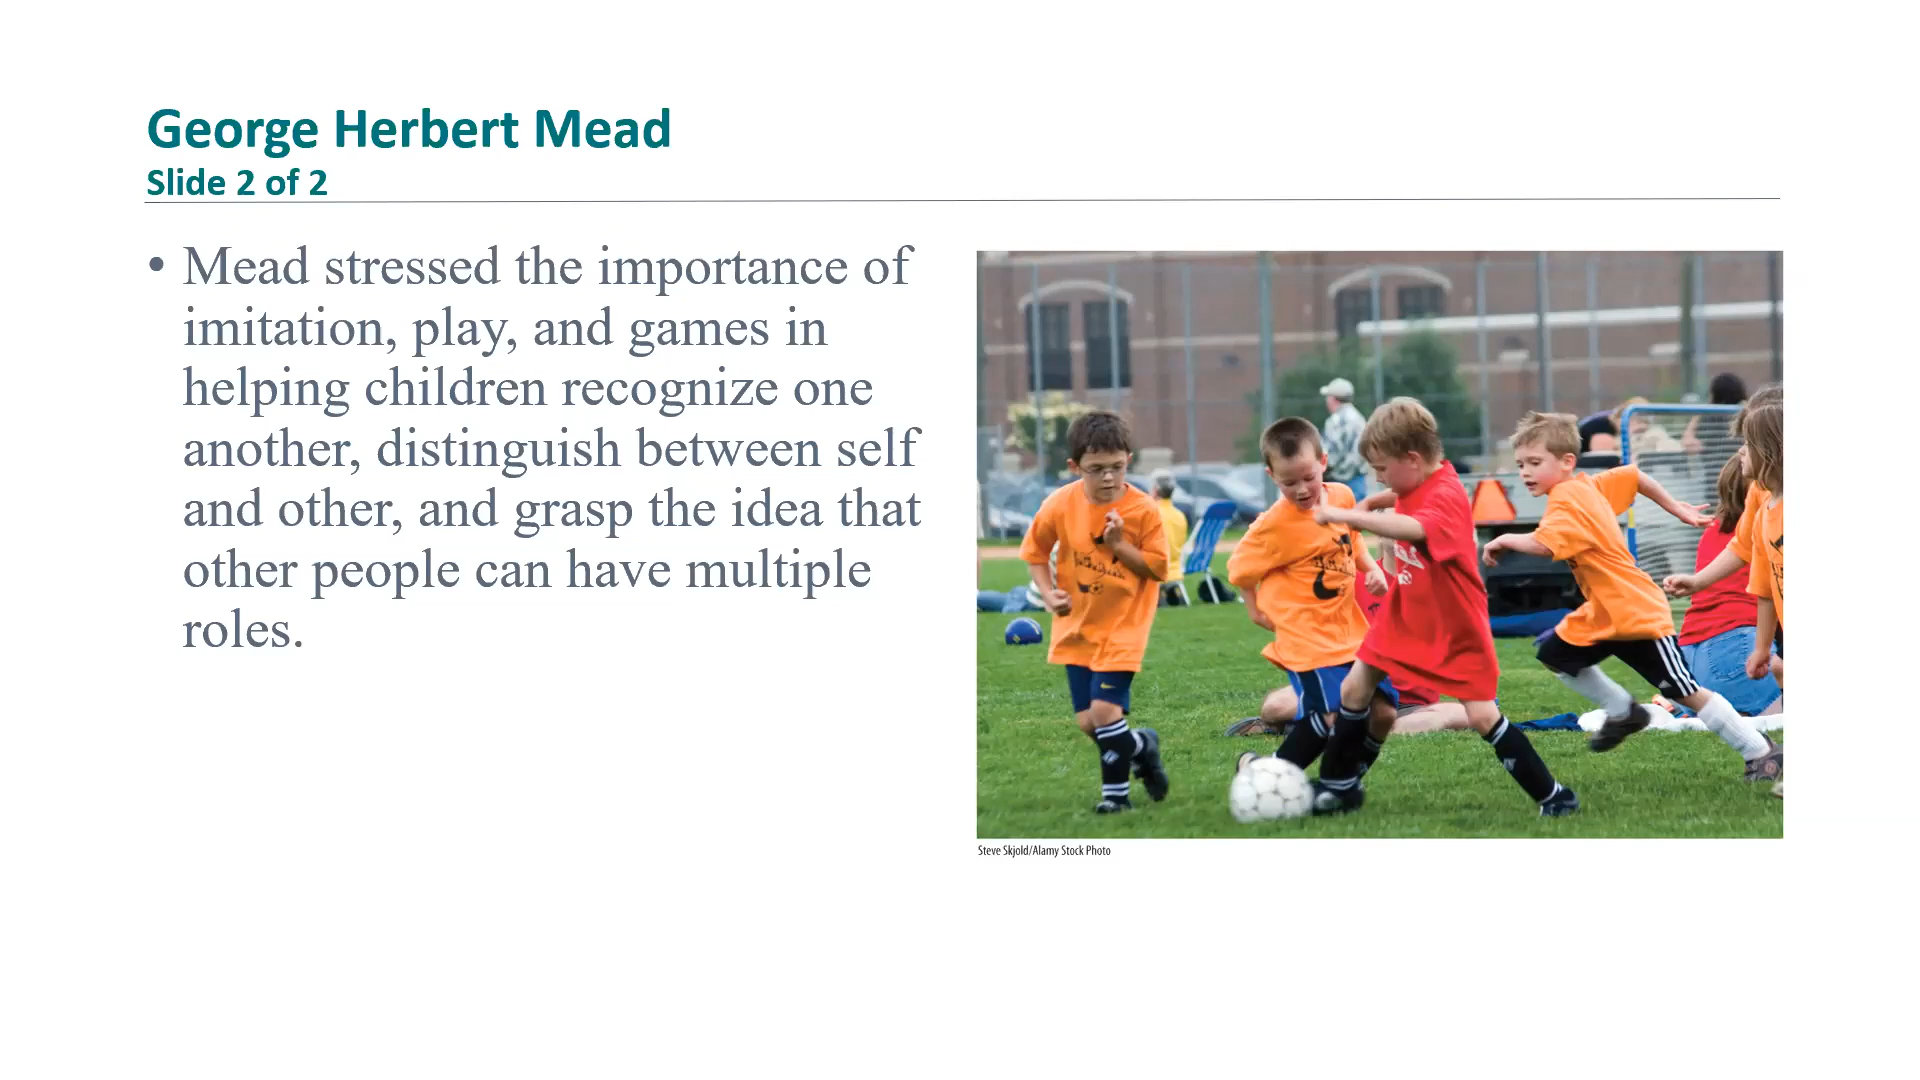 George Herbert Mead
Slide 2 of 2
• Mead stressed the importance of
imitation, play, and games in
helping children recognize one
another, distinguish between self
and other, and grasp the idea that
other people can have multiple
roles.
Steve Skjold/Alamy Stock Photo